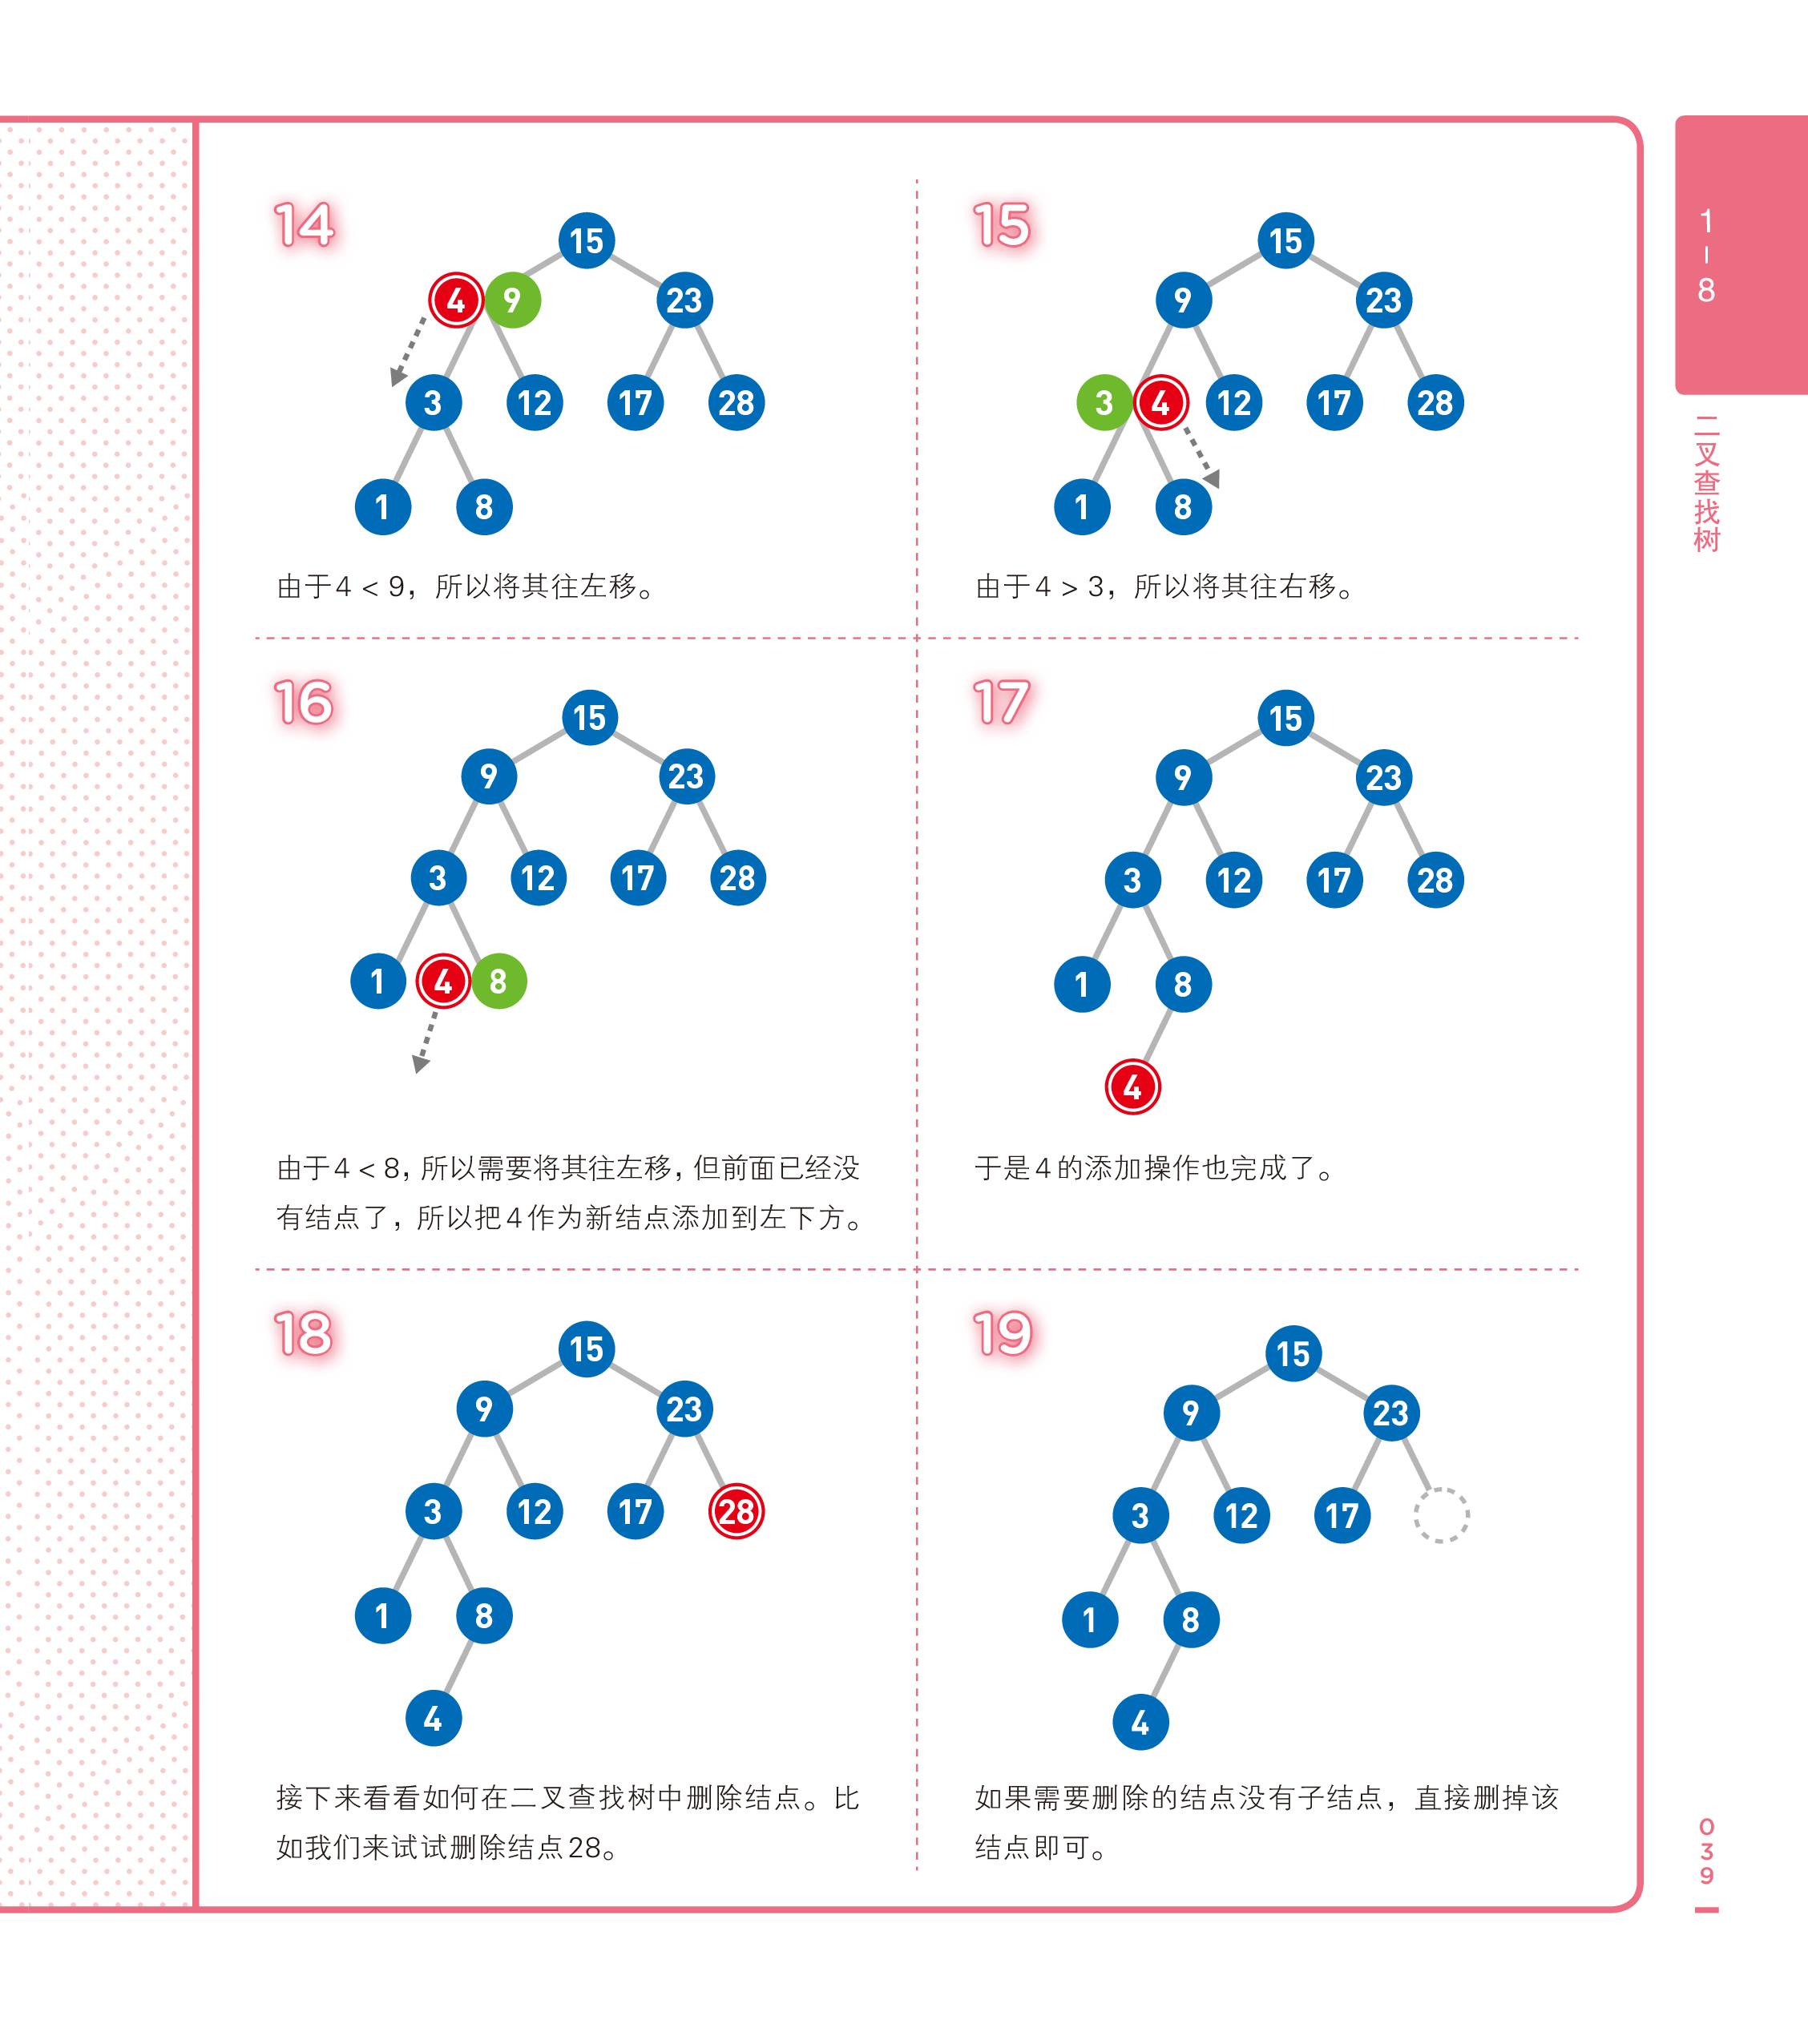 14
15
4 9 23
3 12 17 28
1 8
由于4 < 9，所以将其往左移。
15
15
9 23
3 4 12 17 28
1 8
由于4 > 3，所以将其往右移。
16
15
9 23
3 12 17 28
1 4 8
由于4 < 8，所以需要将其往左移，但前面已经没
有结点了，所以把4作为新结点添加到左下方。
17
15
9 23
3 12 17 28
1 8
4
于是4的添加操作也完成了。
18
15
9 23
3 12 17 28
1 8
4
接下来看看如何在二叉查找树中删除结点。比
如我们来试试删除结点28。
19
15
9 23
3 12 17
1 8
4
如果需要删除的结点没有子结点，直接删掉该
结点即可。
1-8
二叉查找树
039